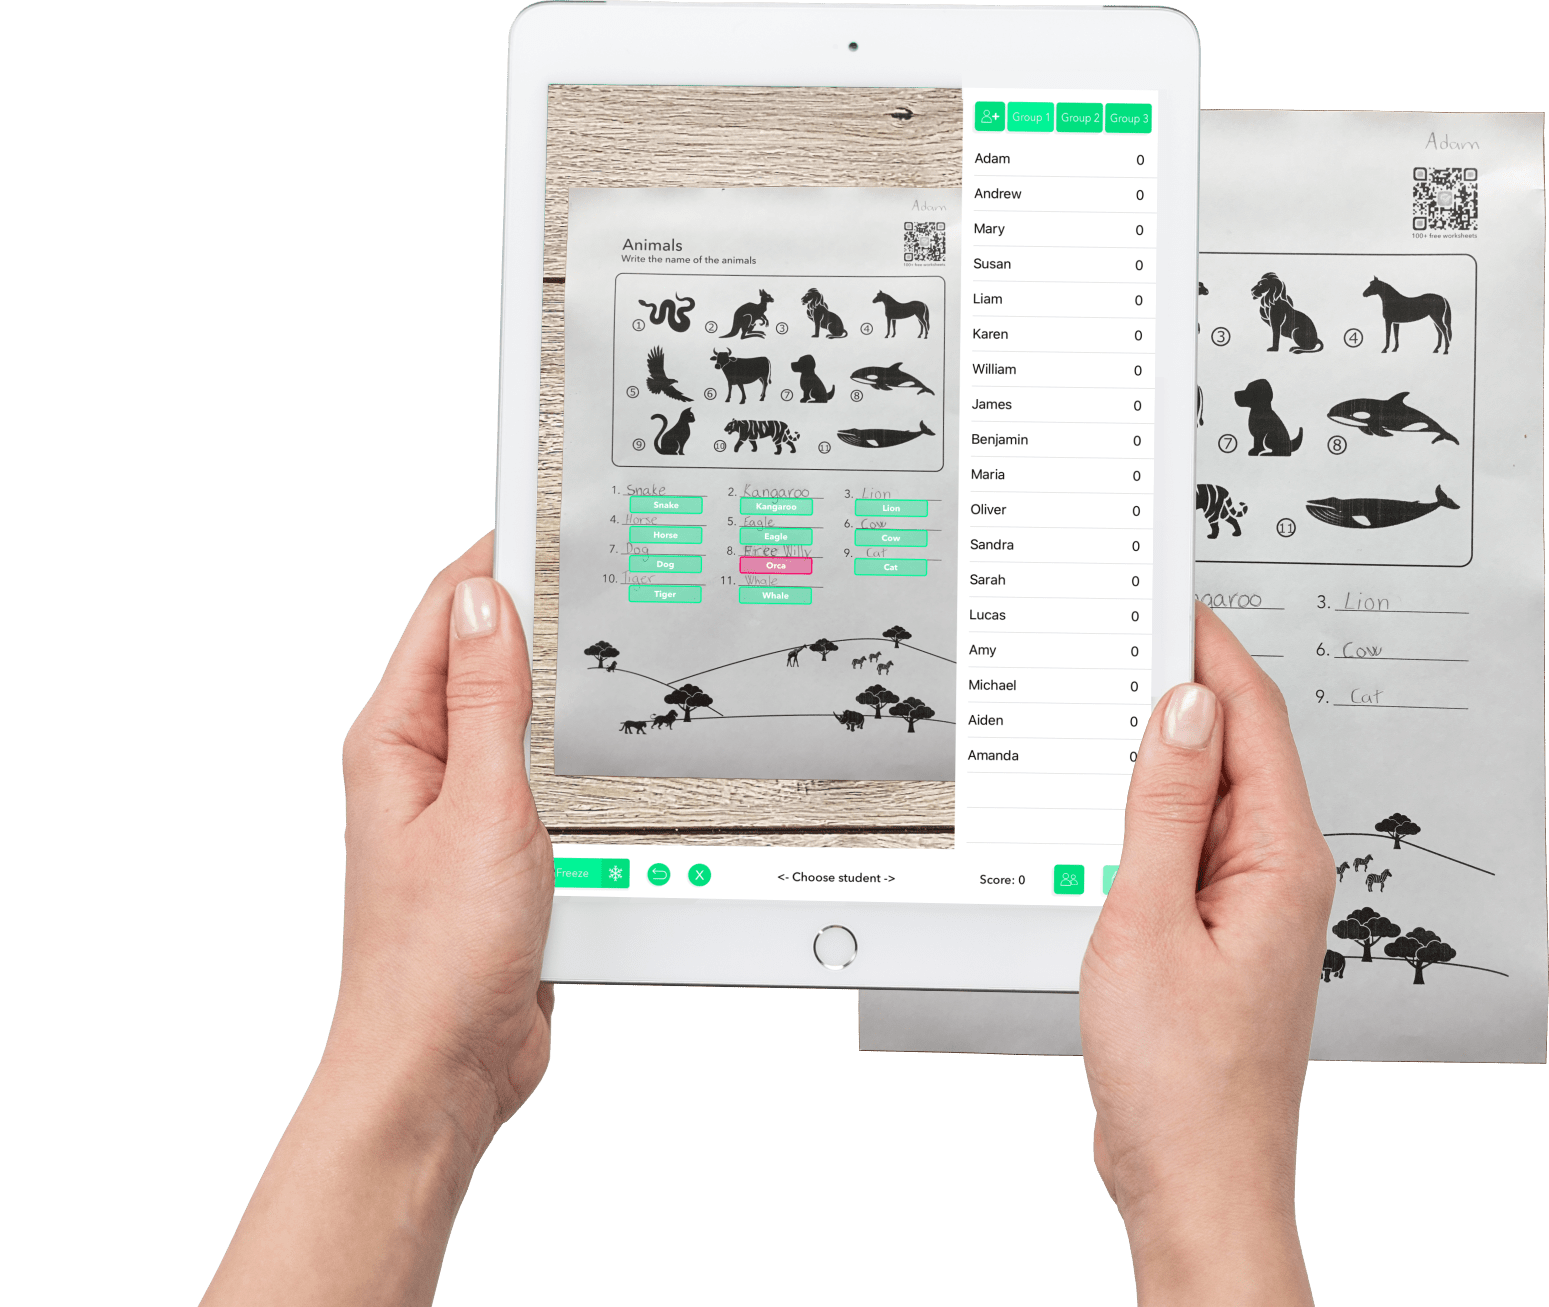 Group 1 Group 2 Group 3
Adam 0
Andrew 0
Mary 0
Susan 0
Liam 0
Karen 0
William 0
James 0
Benjamin 0
Maria 0
Oliver 0
Sandra 0
Sarah 0
Lucas 0
Amy 0
Michael 0
Aiden 0
Amanda 0
Adam
100+ free worksheets
Animals
Write the name of the animals
1 2 3 4
5 6 7 8
9 10 11
1. Snake 2. Kangaroo 3. Lion
Snake Kangaroo Lion
4. Horse 5. Eagle 6. Cow
Horse Eagle Cow
7. Dog 8. Free Willy 9. Cat
Dog Orca Cat
10. Tiger 11. Whale
Tiger Whale
Freeze X <- Choose student -> Score: 0
Adam
100+ free worksheets
3 4
7 8
11
garoo 3. Lion
6. Cow
9. Cat